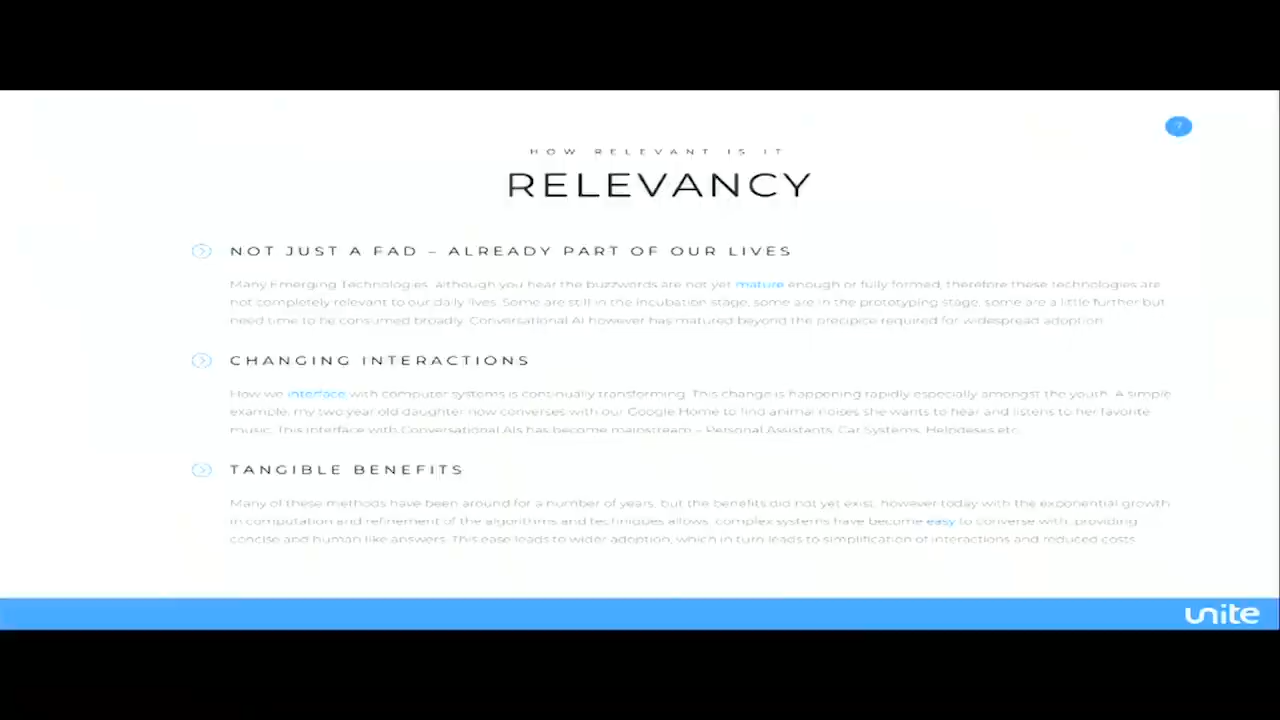 7
HOW RELEVANT IS IT
RELEVANCY
NOT JUST A FAD – ALREADY PART OF OUR LIVES
Many Emerging Technologies, although you hear the buzzwords are not yet mature enough or fully formed, therefore these technologies are
not completely relevant to our daily lives. Some are still in the incubation stage, some are in the prototyping stage, some are a little further but
need time to be consumed broadly. Conversational AI however has matured beyond the precipice required for widespread adoption.
CHANGING INTERACTIONS
How we interface with computer systems is continually transforming. This change is happening rapidly especially amongst the youth. A simple
example, my two year old daughter now converses with our Google Home to find animal noises she wants to hear and listens to her favorite
music. This interface with Conversational AIs has become mainstream – Personal Assistants, Car Systems, Helpdesks etc.
TANGIBLE BENEFITS
Many of these methods have been around for a number of years, but the benefits did not yet exist, however today with the exponential growth
in computation and refinement of the algorithms and techniques allows, complex systems have become easy to converse with, providing
concise and human like answers. This ease leads to wider adoption, which in turn leads to simplification of interactions and reduced costs.
unite